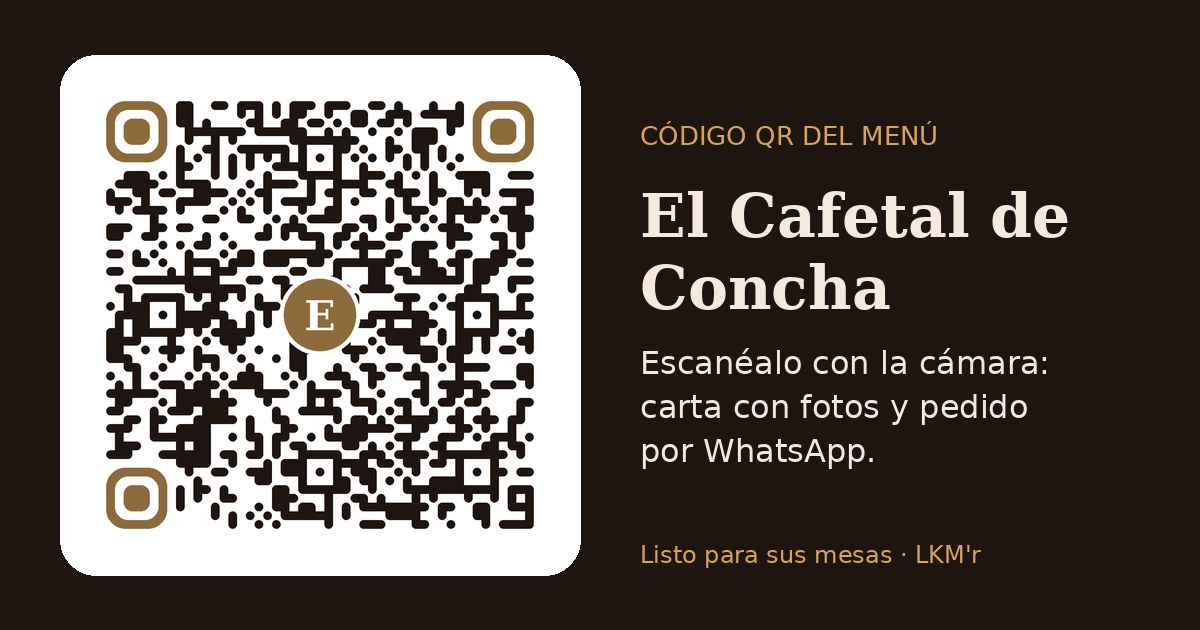 E
CÓDIGO QR DEL MENÚ
El Cafetal de
Concha
Escanéalo con la cámara:
carta con fotos y pedido
por WhatsApp.
Listo para sus mesas · LKM'r